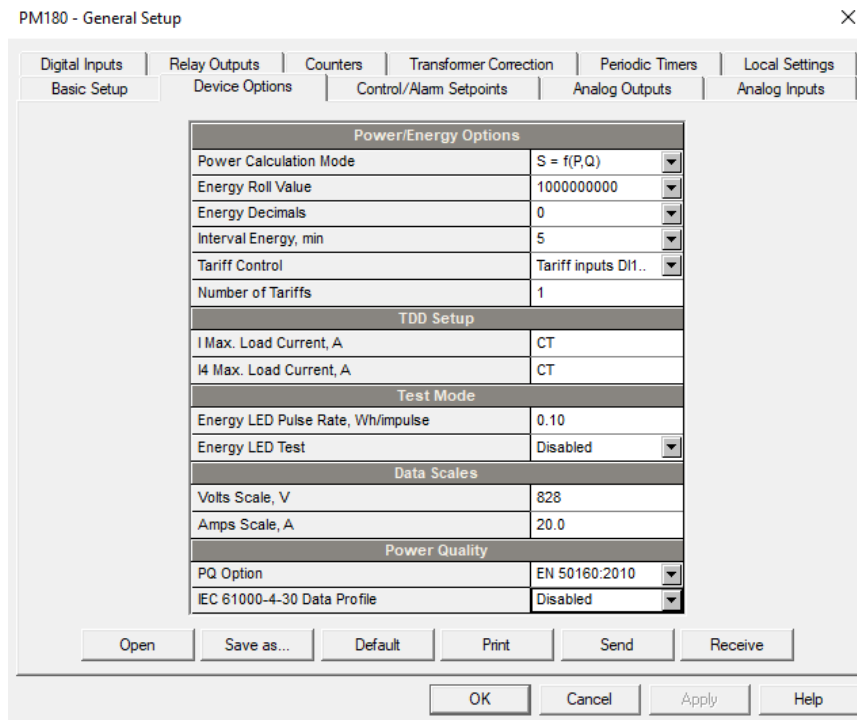 PM180 - General Setup
Digital Inputs Relay Outputs Counters Transformer Correction Periodic Timers Local Settings
Basic Setup Device Options Control/Alarm Setpoints Analog Outputs Analog Inputs
Power/Energy Options
Power Calculation Mode S = f(P,Q)
Energy Roll Value 1000000000
Energy Decimals 0
Interval Energy, min 5
Tariff Control Tariff inputs DI1..
Number of Tariffs 1
TDD Setup
I Max. Load Current, A CT
I4 Max. Load Current, A CT
Test Mode
Energy LED Pulse Rate, Wh/impulse 0.10
Energy LED Test Disabled
Data Scales
Volts Scale, V 828
Amps Scale, A 20.0
Power Quality
PQ Option EN 50160:2010
IEC 61000-4-30 Data Profile Disabled
Open Save as... Default Print Send Receive
OK Cancel Apply Help